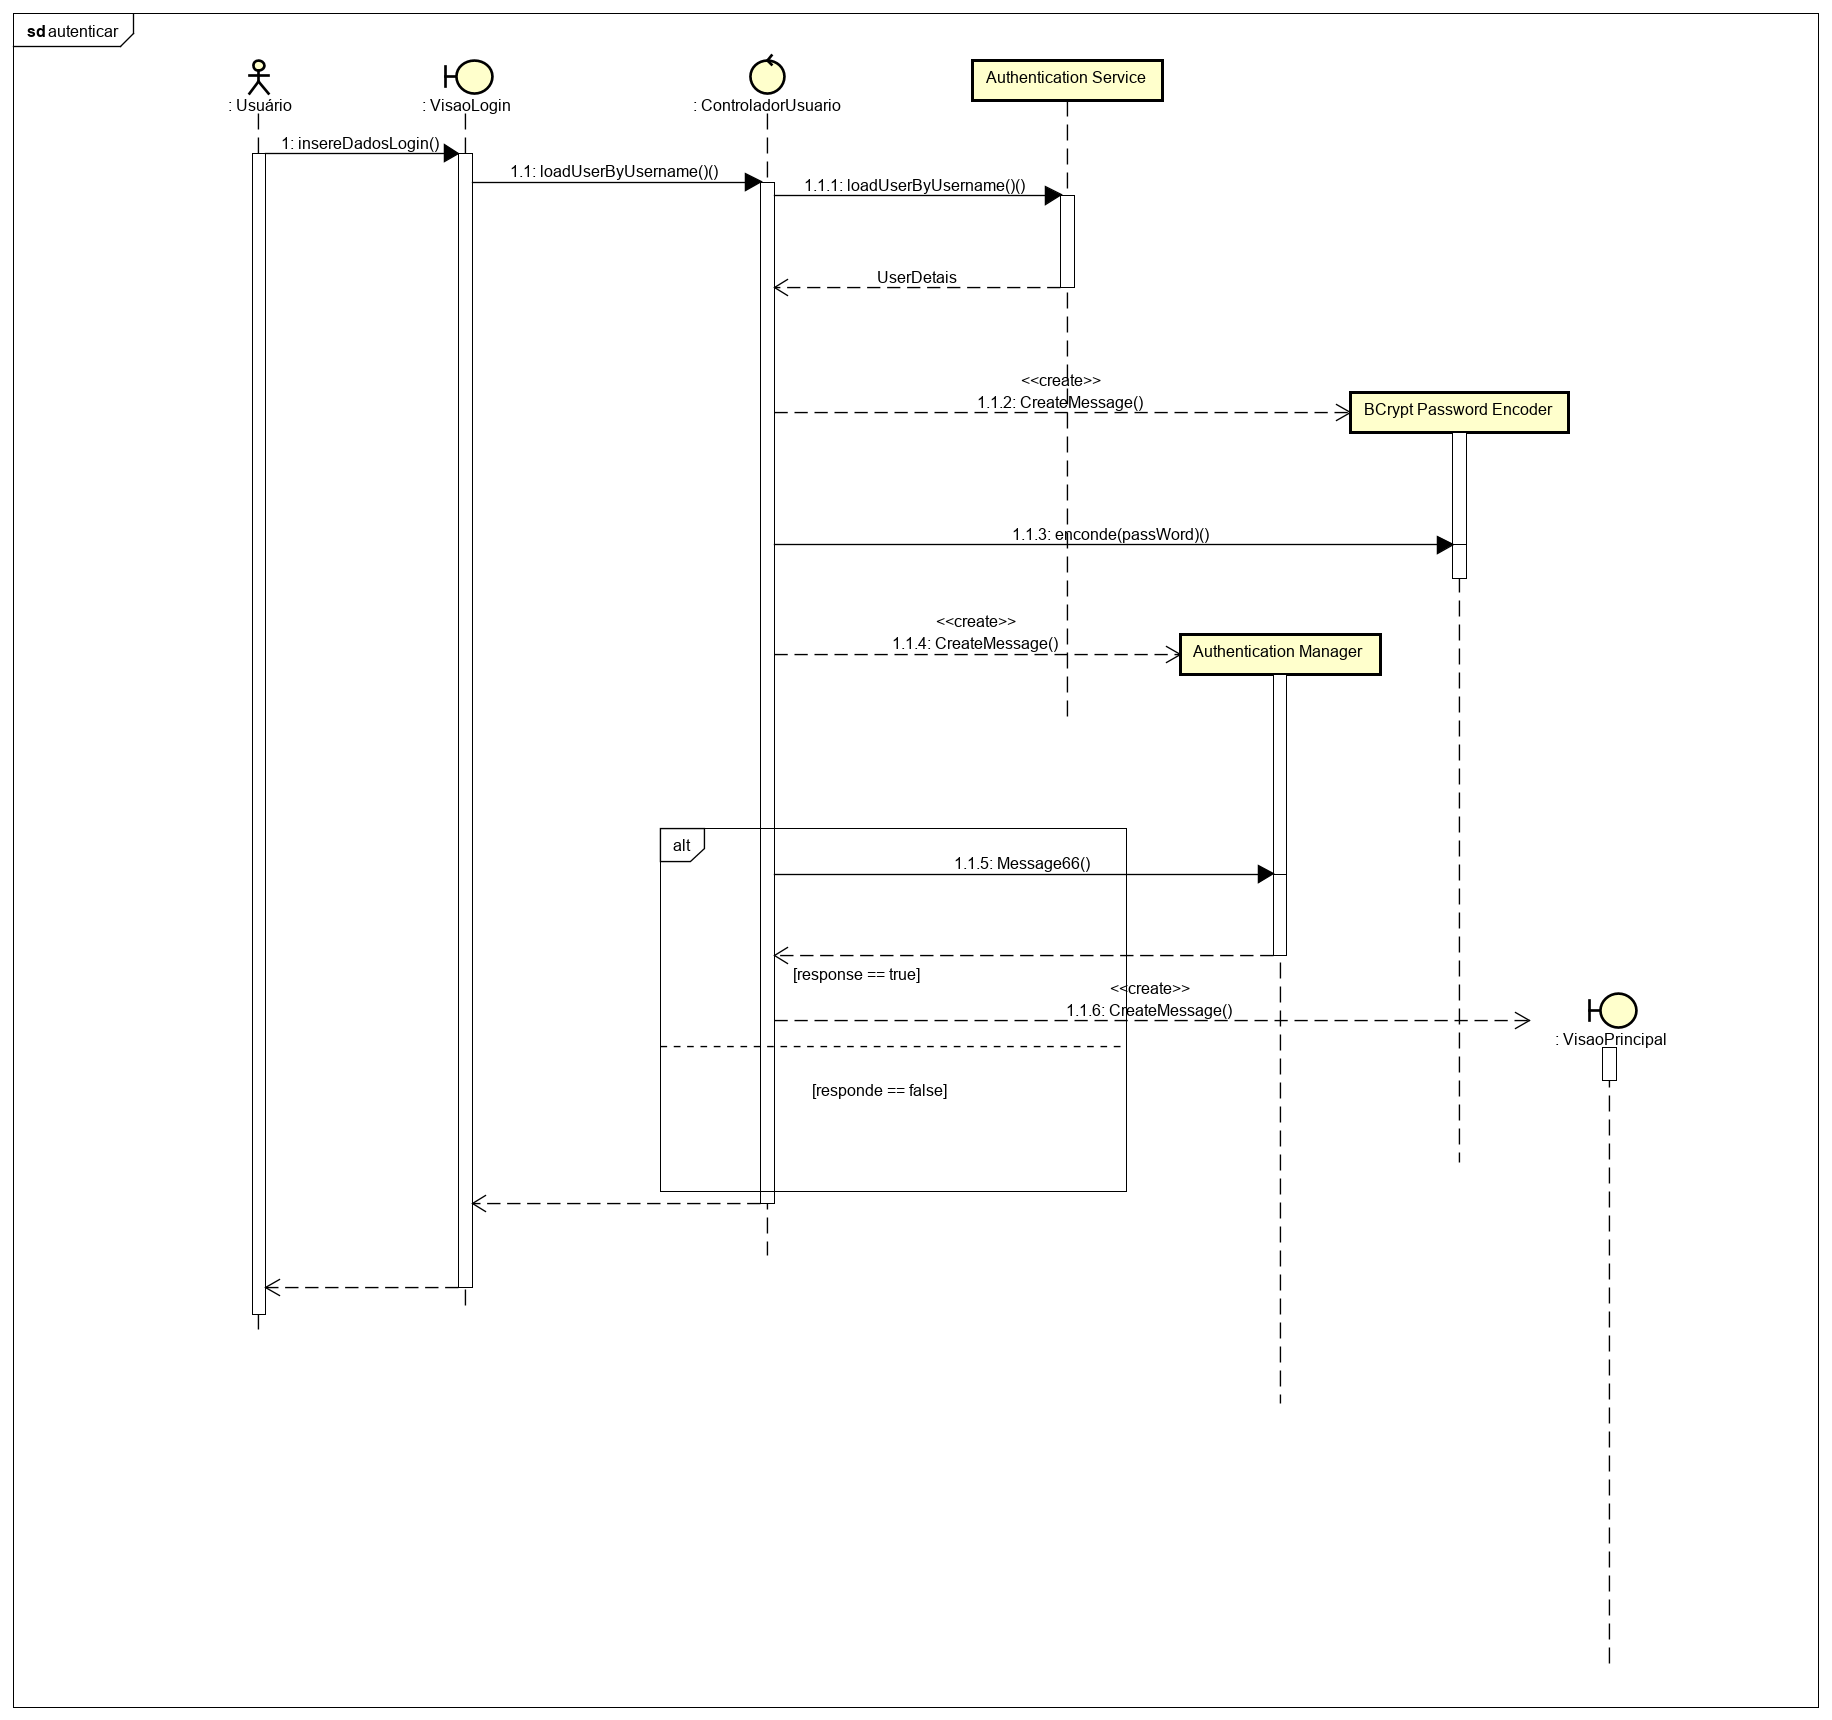 sd autenticar
: Usuário
: VisaoLogin
: ControladorUsuario
Authentication Service
1: insereDadosLogin()
1.1: loadUserByUsername()()
1.1.1: loadUserByUsername()()
UserDetais
<<create>>
1.1.2: CreateMessage()
BCrypt Password Encoder
1.1.3: enconde(passWord)()
<<create>>
1.1.4: CreateMessage()
Authentication Manager
alt
1.1.5: Message66()
[response == true]
<<create>>
1.1.6: CreateMessage()
: VisaoPrincipal
[responde == false]